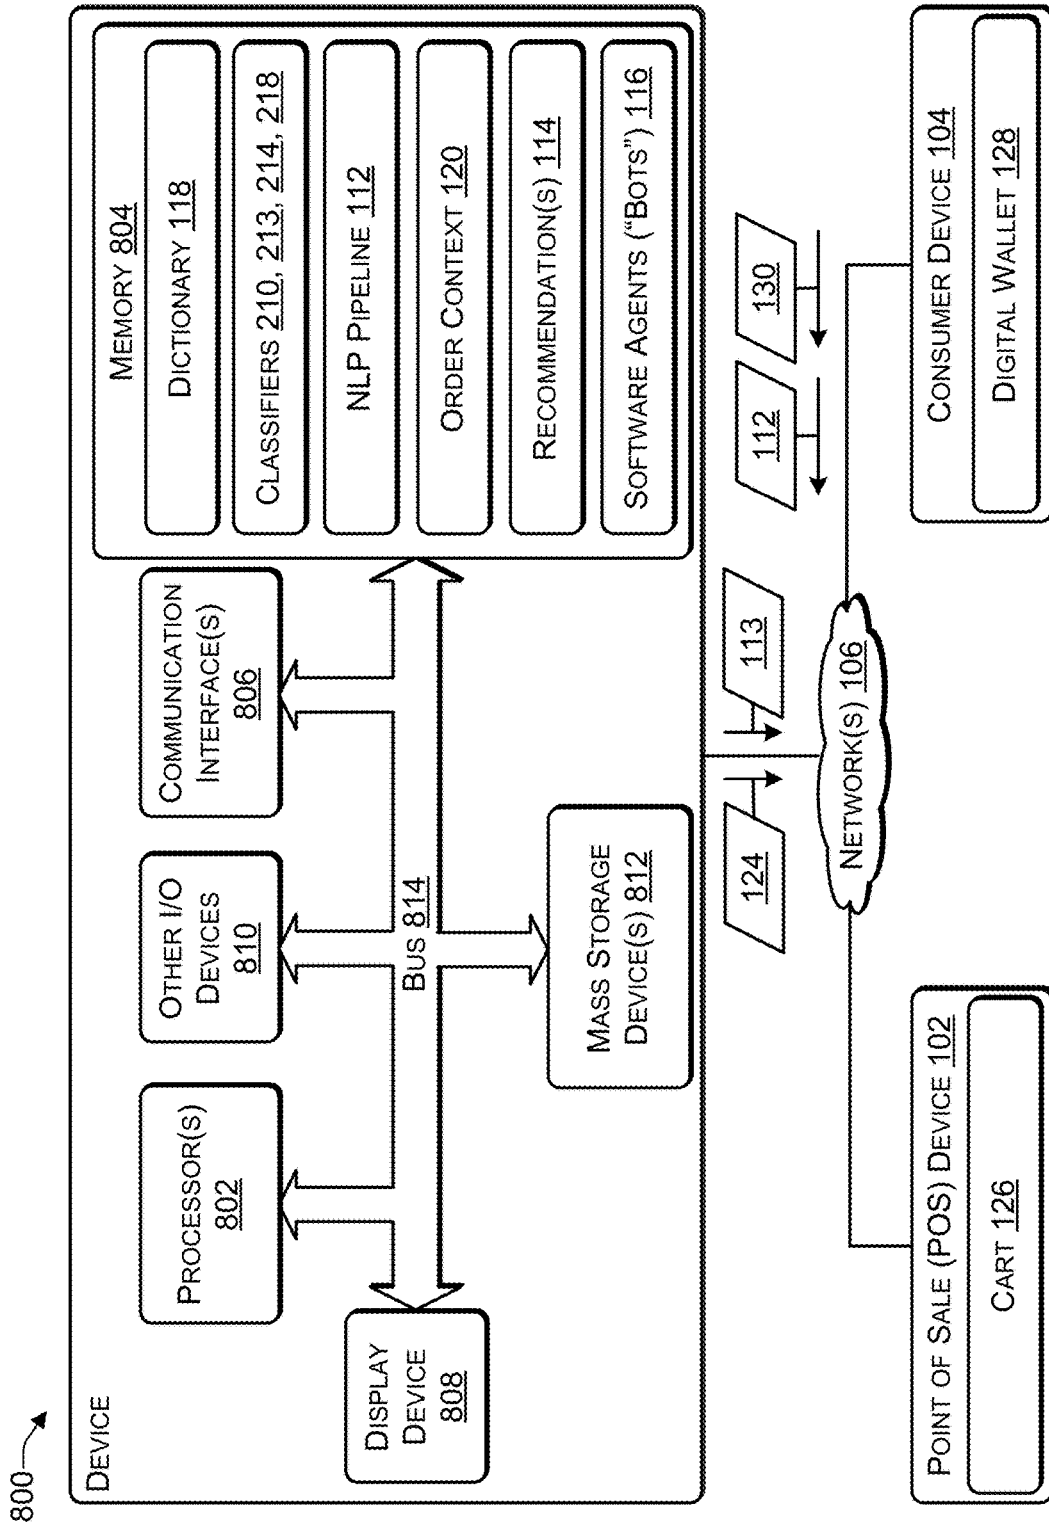 800
DEVICE
PROCESSOR(S)
802
OTHER I/O
DEVICES
810
COMMUNICATION
INTERFACE(S)
806
MEMORY 804
DICTIONARY 118
CLASSIFIERS 210, 213, 214, 218
NLP PIPELINE 112
ORDER CONTEXT 120
RECOMMENDATION(S) 114
SOFTWARE AGENTS (“BOTS”) 116
DISPLAY
DEVICE
808
BUS 814
MASS STORAGE
DEVICE(S) 812
124
113
112
130
NETWORK(S) 106
POINT OF SALE (POS) DEVICE 102
CART 126
CONSUMER DEVICE 104
DIGITAL WALLET 128